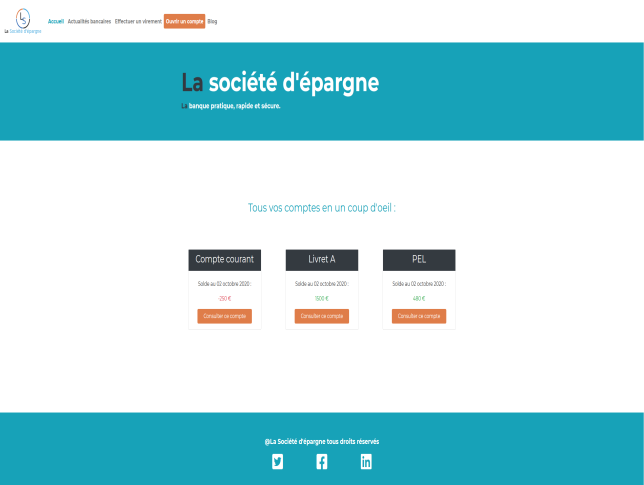 LS
La Société d'épargne
Accueil Actualités bancaires Effectuer un virement Ouvrir un compte Blog
La société d'épargne
La banque pratique, rapide et sécure.
Tous vos comptes en un coup d'oeil :
Compte courant Livret A PEL
Solde au 02 octobre 2020 : Solde au 02 octobre 2020 : Solde au 02 octobre 2020 :
-250 € 1500 € 480 €
Consulter ce compte Consulter ce compte Consulter ce compte
@La Société d'épargne tous droits réservés